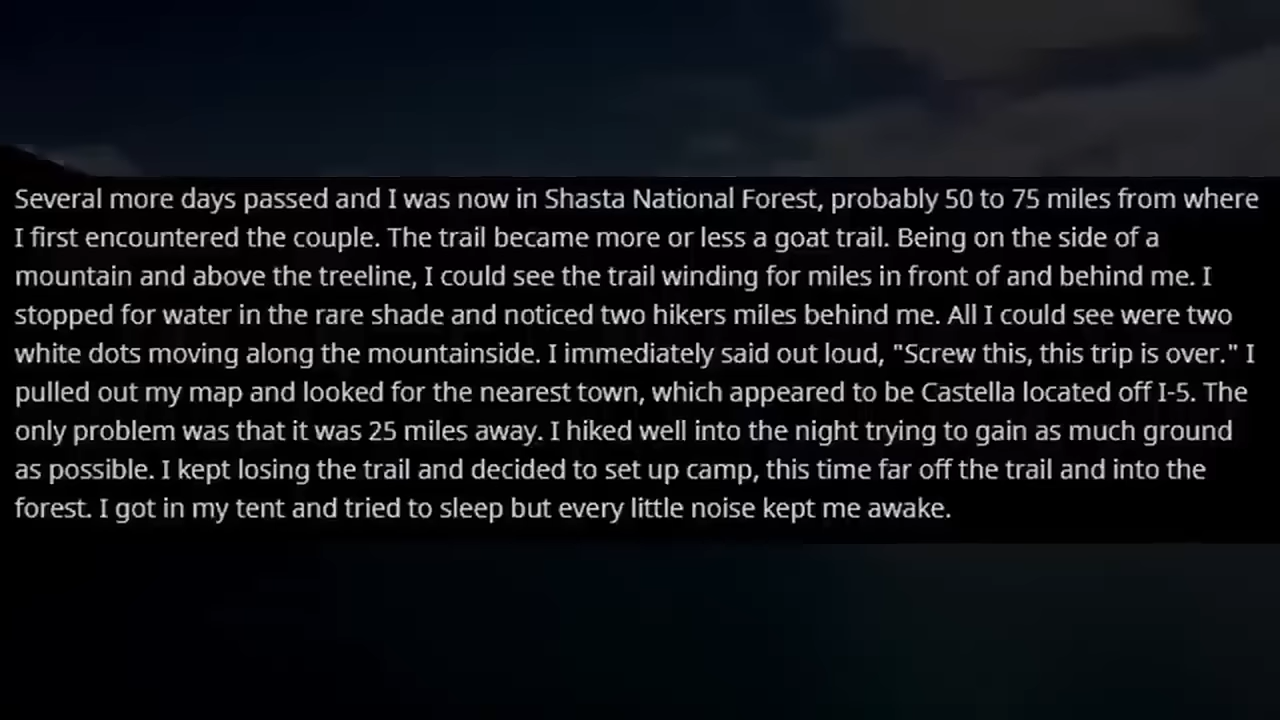 Several more days passed and I was now in Shasta National Forest, probably 50 to 75 miles from where
I first encountered the couple. The trail became more or less a goat trail. Being on the side of a
mountain and above the treeline, I could see the trail winding for miles in front of and behind me. I
stopped for water in the rare shade and noticed two hikers miles behind me. All I could see were two
white dots moving along the mountainside. I immediately said out loud, "Screw this, this trip is over." I
pulled out my map and looked for the nearest town, which appeared to be Castella located off I-5. The
only problem was that it was 25 miles away. I hiked well into the night trying to gain as much ground
as possible. I kept losing the trail and decided to set up camp, this time far off the trail and into the
forest. I got in my tent and tried to sleep but every little noise kept me awake.